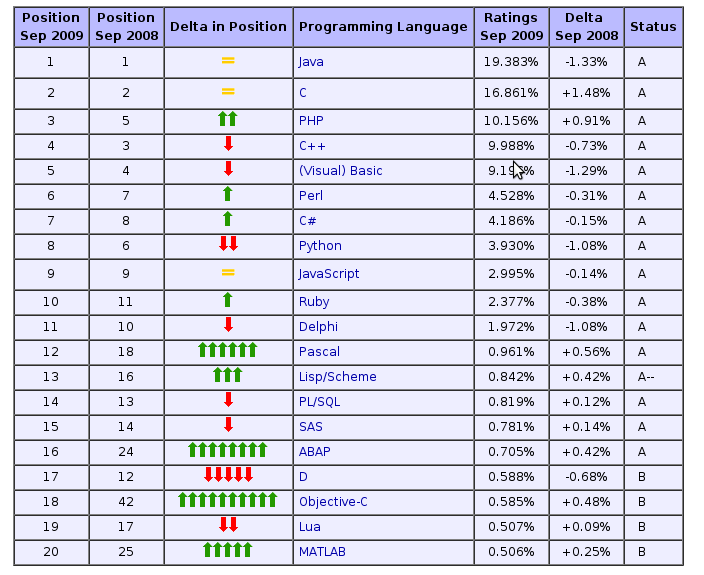 Position Sep 2009 Position Sep 2008 Delta in Position Programming Language Ratings Sep 2009 Delta Sep 2008 Status
1 1 = Java 19.383% -1.33% A
2 2 = C 16.861% +1.48% A
3 5 PHP 10.156% +0.91% A
4 3 C++ 9.988% -0.73% A
5 4 (Visual) Basic -1.29% A
6 7 Perl 4.528% -0.31% A
7 8 C# 4.186% -0.15% A
8 6 Python 3.930% -1.08% A
9 9 = JavaScript 2.995% -0.14% A
10 11 Ruby 2.377% -0.38% A
11 10 Delphi 1.972% -1.08% A
12 18 Pascal 0.961% +0.56% A
13 16 Lisp/Scheme 0.842% +0.42% A--
14 13 PL/SQL 0.819% +0.12% A
15 14 SAS 0.781% +0.14% A
16 24 ABAP 0.705% +0.42% A
17 12 D 0.588% -0.68% B
18 42 Objective-C 0.585% +0.48% B
19 17 Lua 0.507% +0.09% B
20 25 MATLAB 0.506% +0.25% B